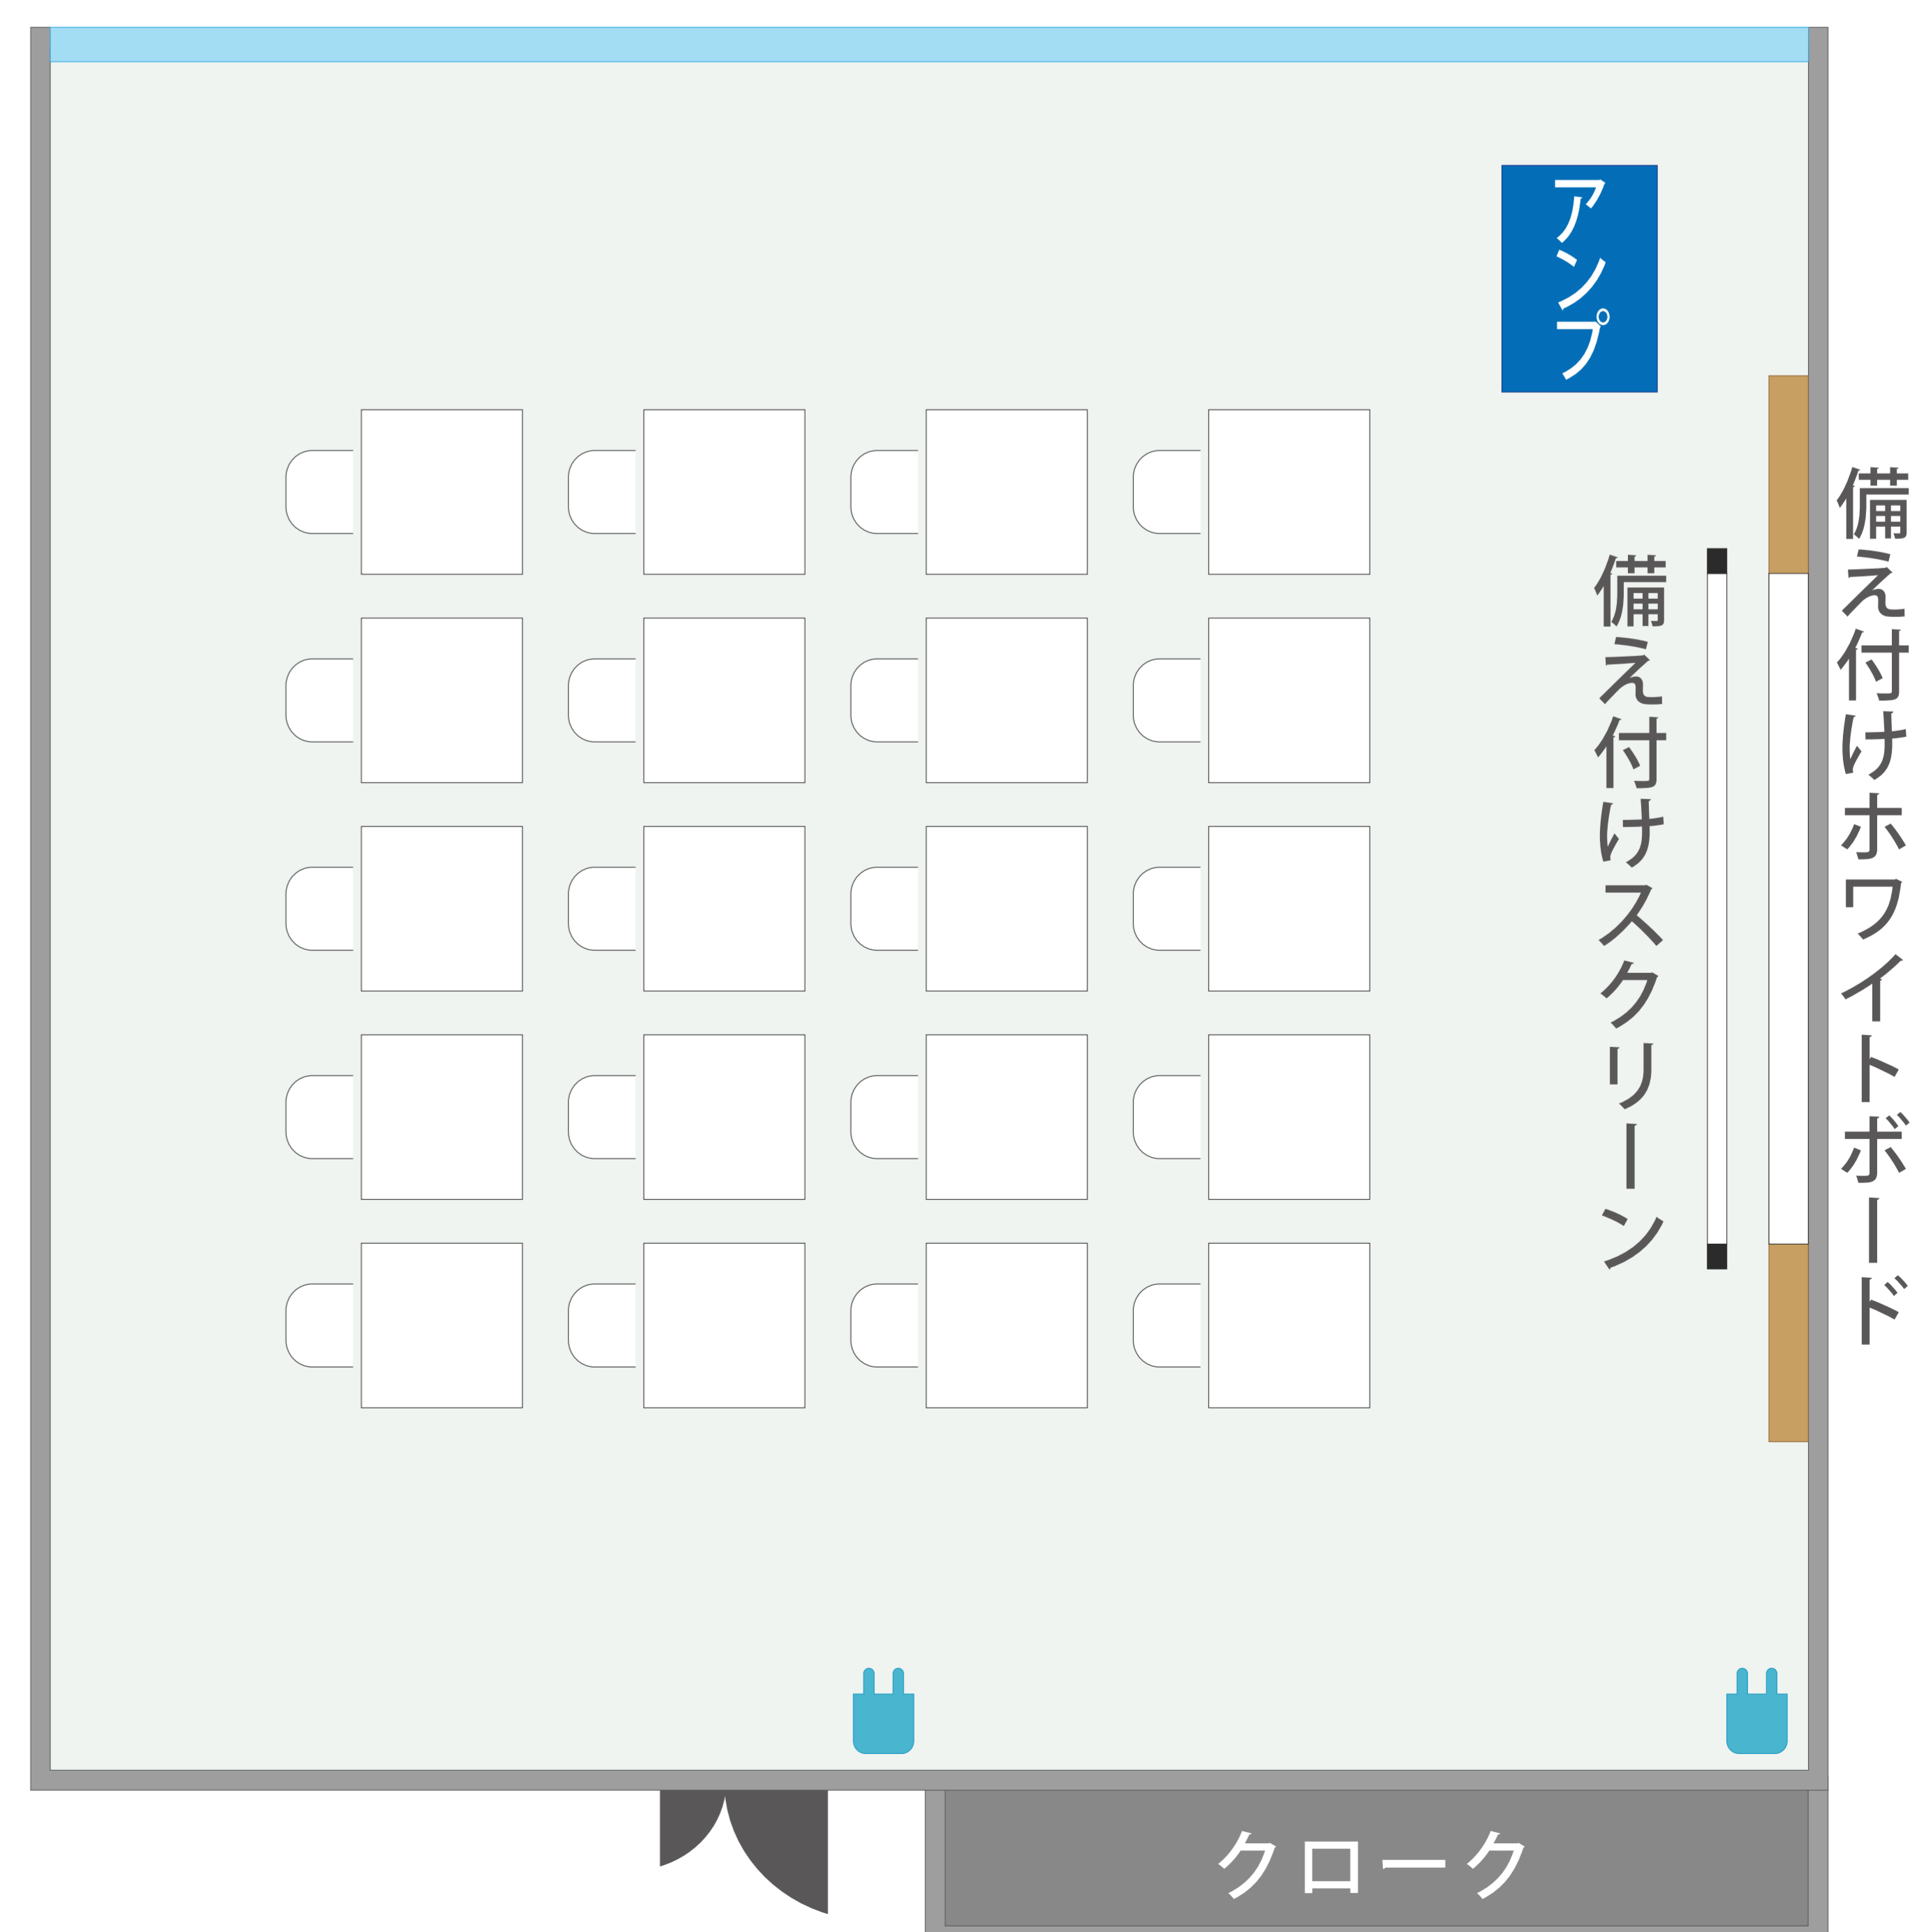 備え付けホワイトボード
アンプ
備え付けスクリーン
クローク